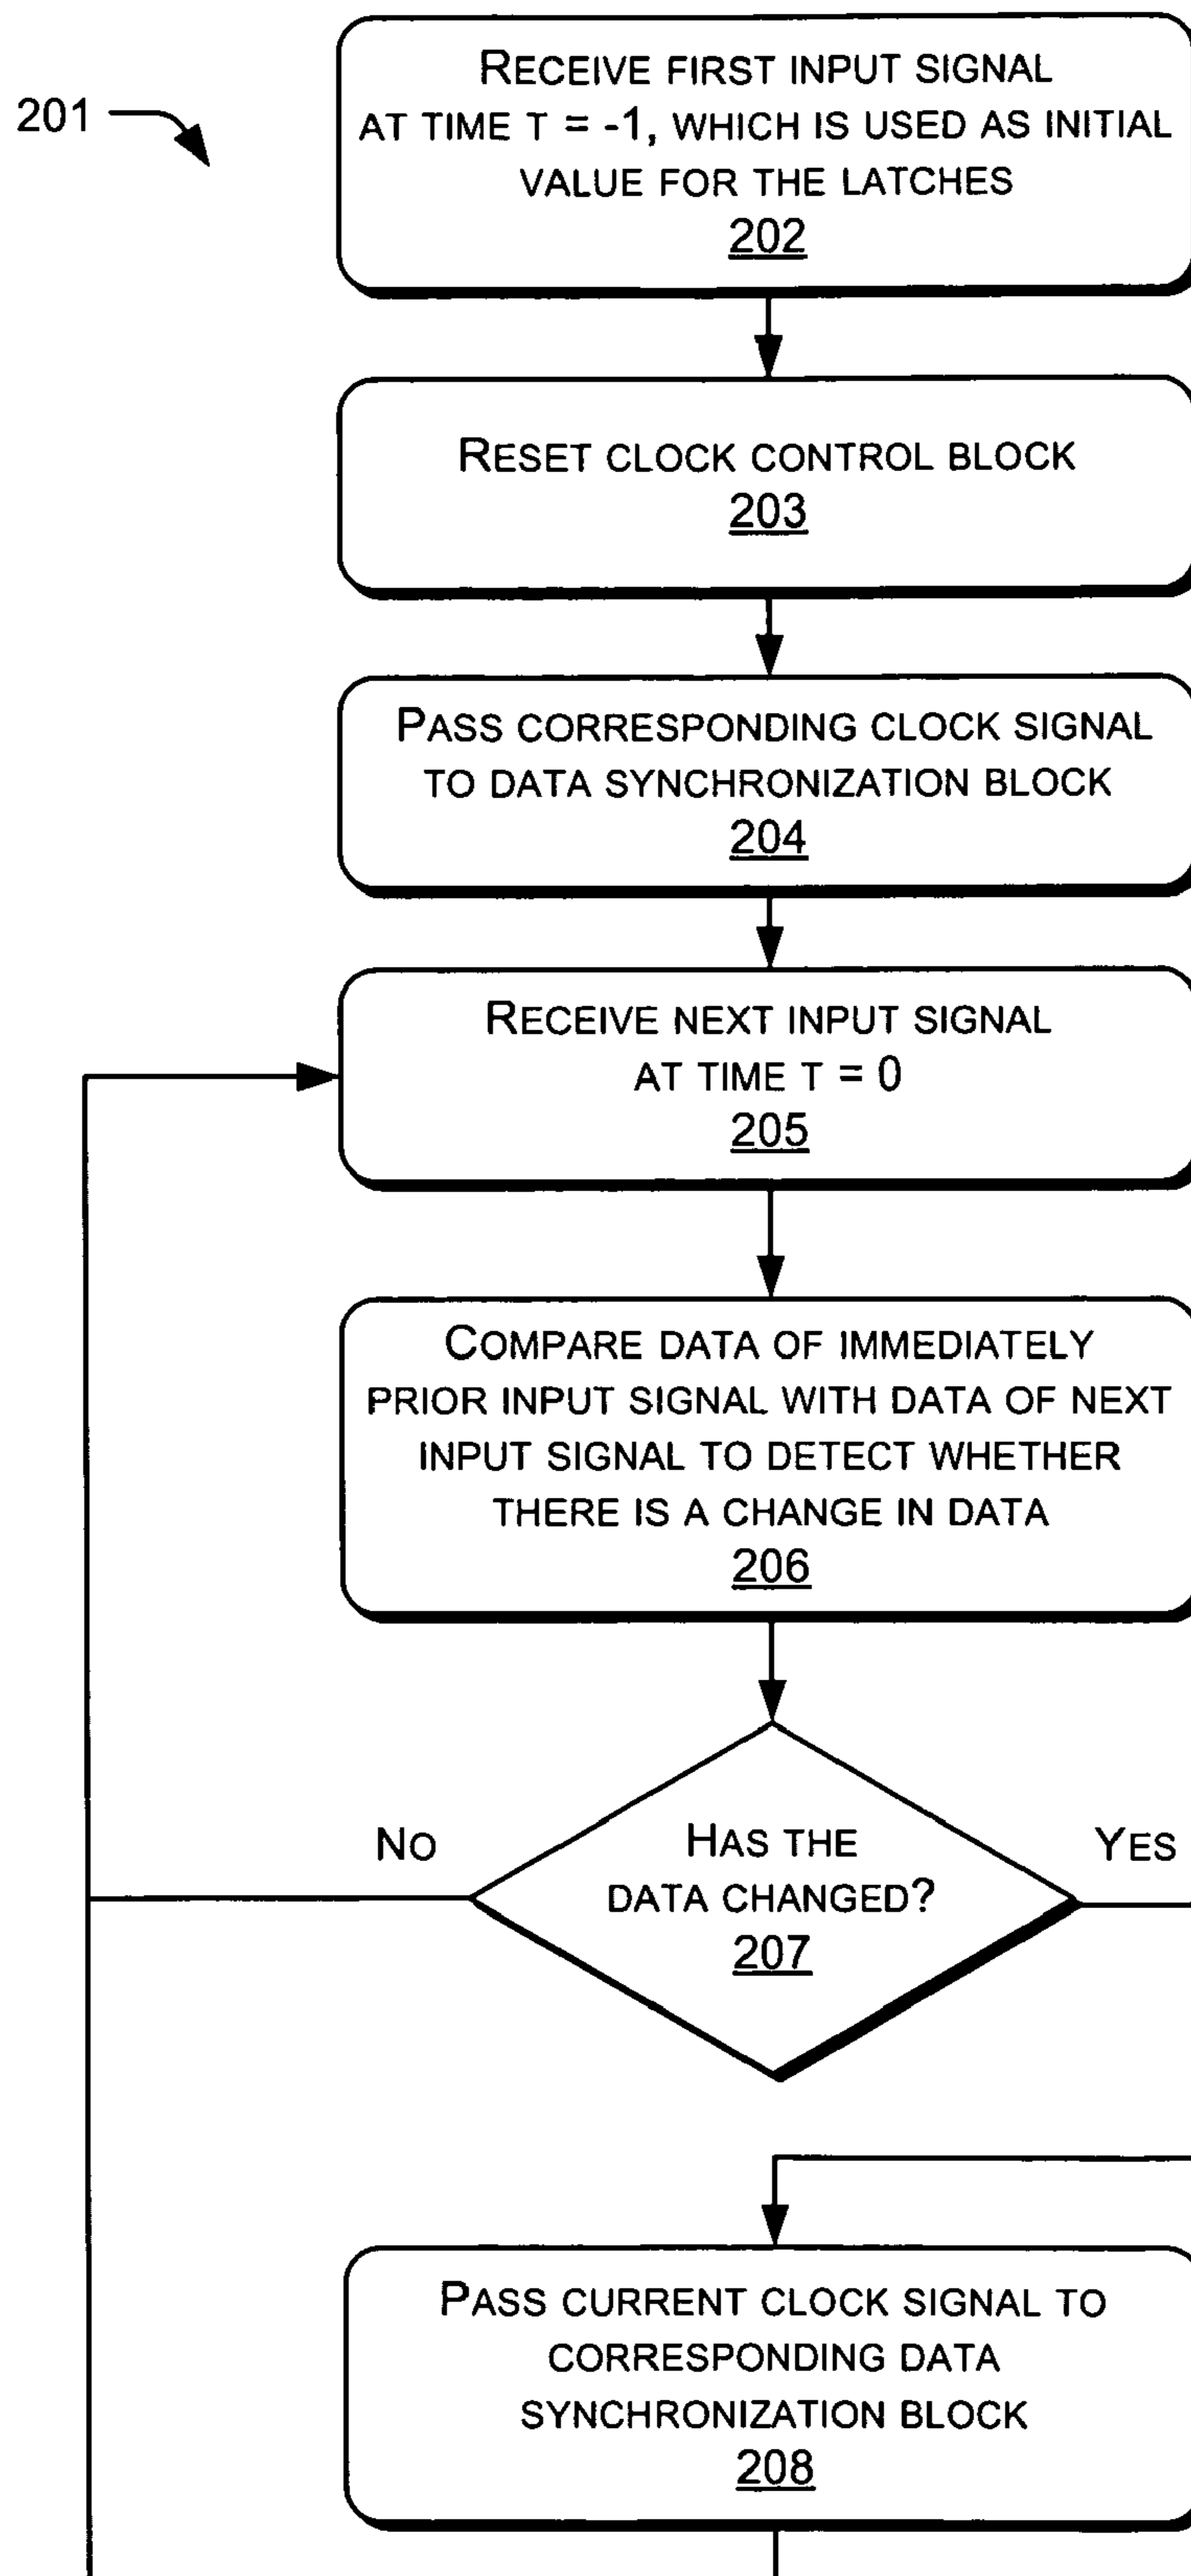 201
RECEIVE FIRST INPUT SIGNAL
AT TIME T = -1, WHICH IS USED AS INITIAL
VALUE FOR THE LATCHES
202
RESET CLOCK CONTROL BLOCK
203
PASS CORRESPONDING CLOCK SIGNAL
TO DATA SYNCHRONIZATION BLOCK
204
RECEIVE NEXT INPUT SIGNAL
AT TIME T = 0
205
COMPARE DATA OF IMMEDIATELY
PRIOR INPUT SIGNAL WITH DATA OF NEXT
INPUT SIGNAL TO DETECT WHETHER
THERE IS A CHANGE IN DATA
206
NO
HAS THE
DATA CHANGED?
207
YES
PASS CURRENT CLOCK SIGNAL TO
CORRESPONDING DATA
SYNCHRONIZATION BLOCK
208